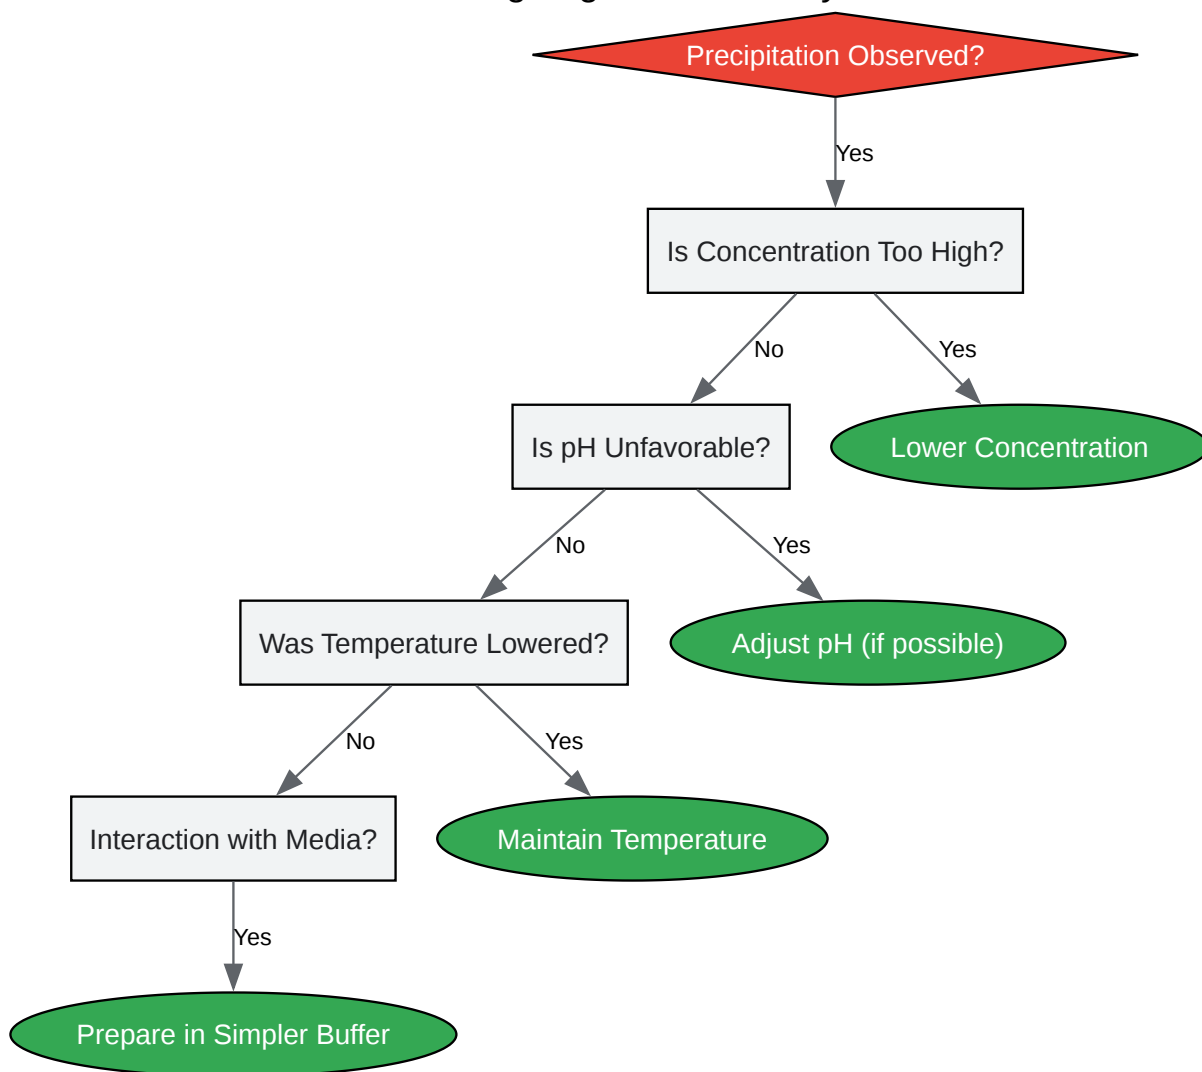 Precipitation Observed?
Yes
Is Concentration Too High?
No
Yes
Is pH Unfavorable?
Lower Concentration
No
Yes
Was Temperature Lowered?
Adjust pH (if possible)
No
Yes
Interaction with Media?
Maintain Temperature
Yes
Prepare in Simpler Buffer